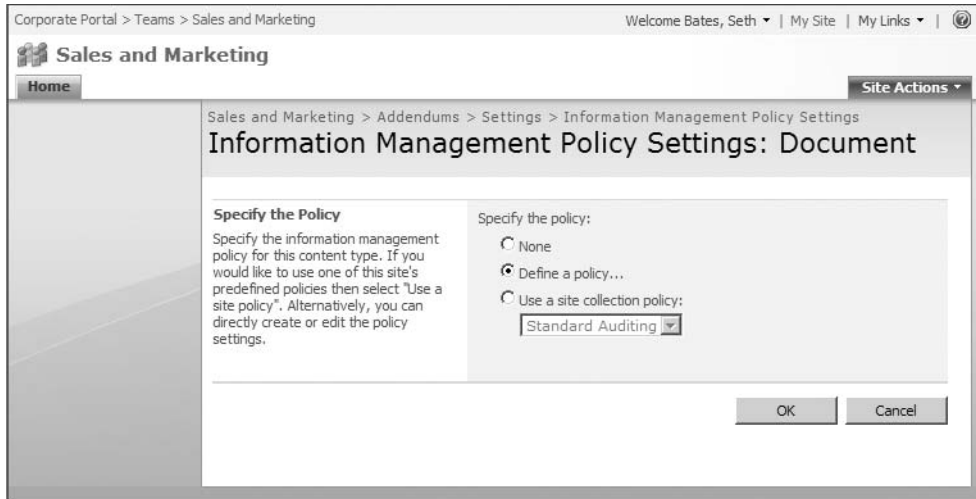 Corporate Portal > Teams > Sales and Marketing
Welcome Bates, Seth | My Site | My Links |
Sales and Marketing
Home
Site Actions
Sales and Marketing > Addendums > Settings > Information Management Policy Settings
Information Management Policy Settings: Document
Specify the Policy
Specify the information management
policy for this content type. If you
would like to use one of this site's
predefined policies then select "Use a
site policy". Alternatively, you can
directly create or edit the policy
settings.
Specify the policy:
None
Define a policy...
Use a site collection policy:
Standard Auditing
OK
Cancel